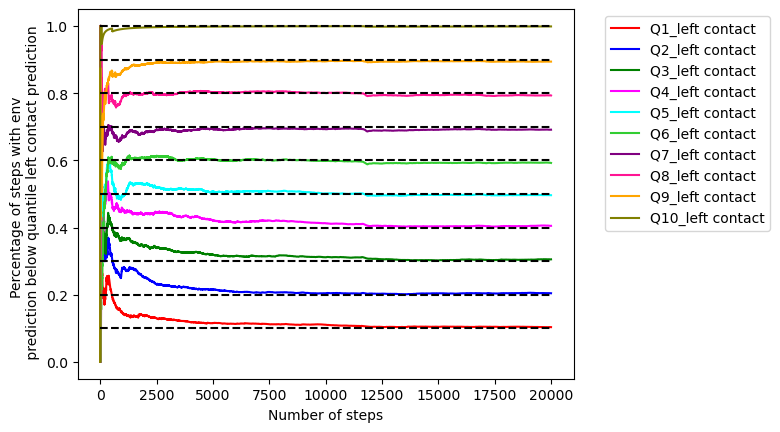 Percentage of steps with env
prediction below quantile left contact prediction
1.0
0.8
0.6
0.4
0.2
0.0
0
2500
5000
7500
10000
12500
15000
17500
20000
Number of steps
Q1_left contact
Q2_left contact
Q3_left contact
Q4_left contact
Q5_left contact
Q6_left contact
Q7_left contact
Q8_left contact
Q9_left contact
Q10_left contact